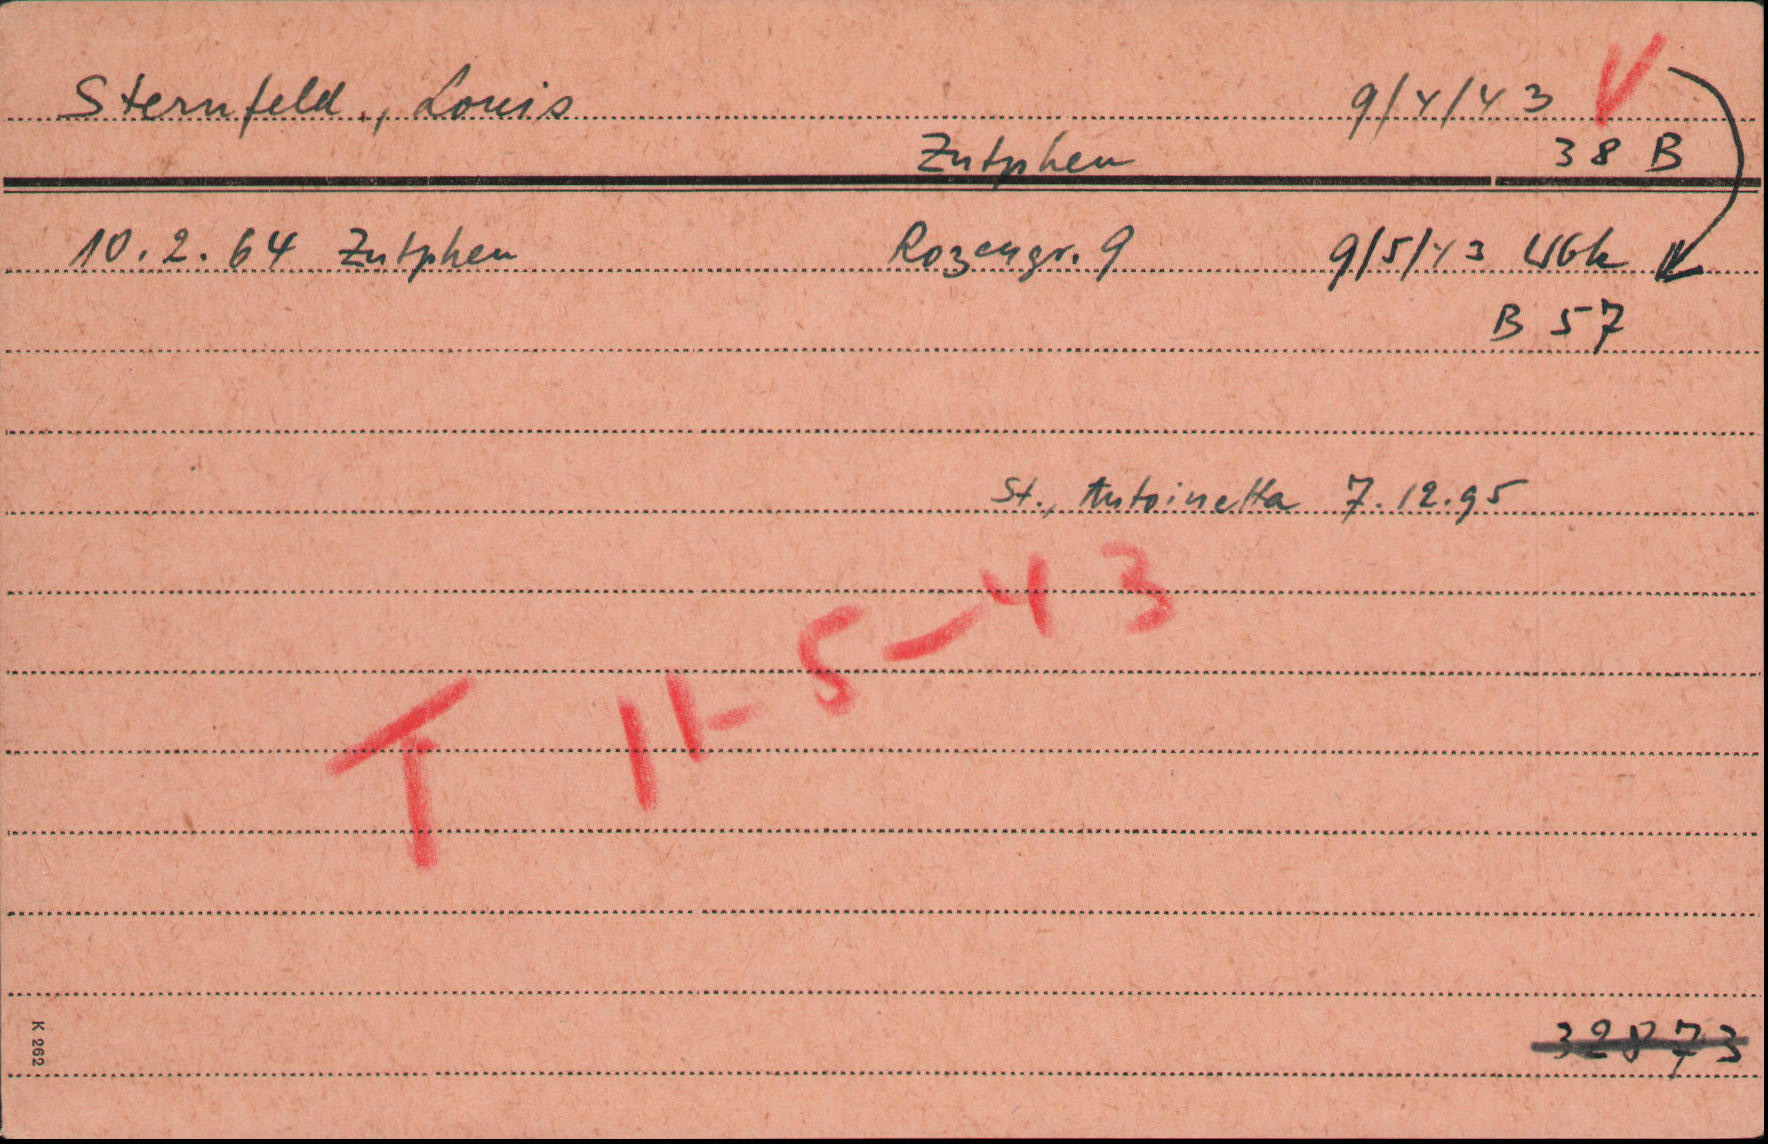 Sternfeld, Louis 9/4/43
Zutphen 38 B
10.2.64 Zutphen Rozengr. 9 9/5/43 WGk
B 57
St., Antoinetta 7.12.95
T 11-5-43
32873
K 262